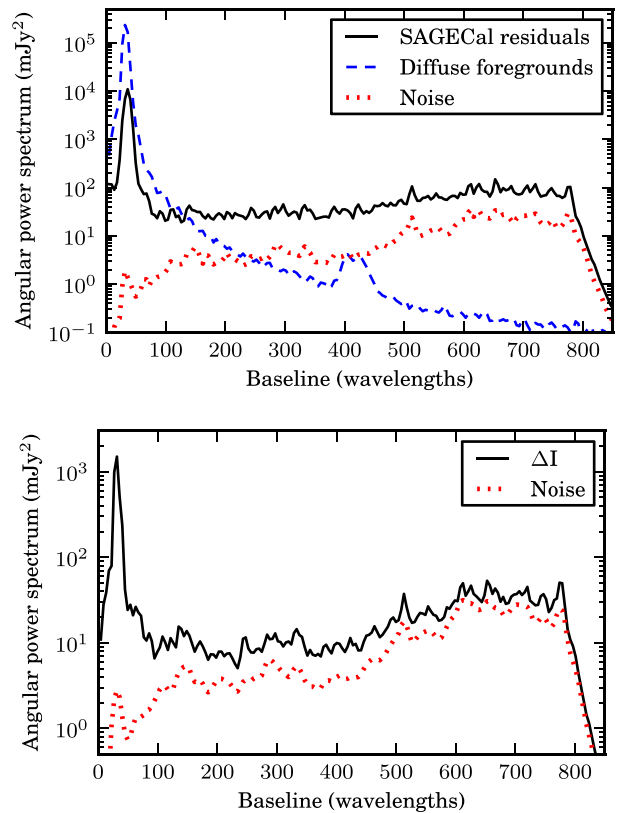 Angular power spectrum (mJy²)
10⁵
10⁴
10³
10²
10¹
10⁰
10⁻¹
SAGECal residuals
Diffuse foregrounds
Noise
0 100 200 300 400 500 600 700 800
Baseline (wavelengths)
Angular power spectrum (mJy²)
10³
10²
10¹
10⁰
ΔI
Noise
0 100 200 300 400 500 600 700 800
Baseline (wavelengths)